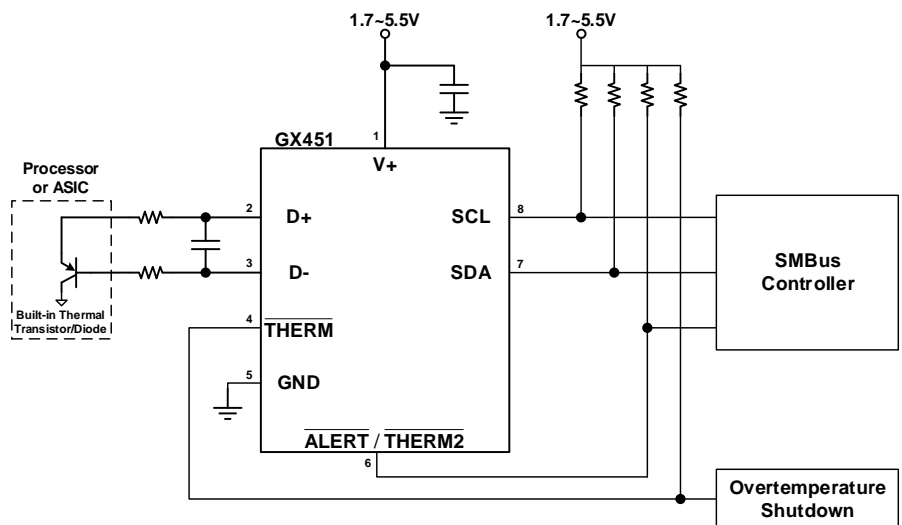 1.7~5.5V
1.7~5.5V
GX451
1
V+
Processor
or ASIC
2
D+
SCL
8
3
D-
SDA
7
SMBus
Controller
Built-in Thermal
Transistor/Diode
4
THERM
5
GND
ALERT / THERM2
6
Overtemperature
Shutdown